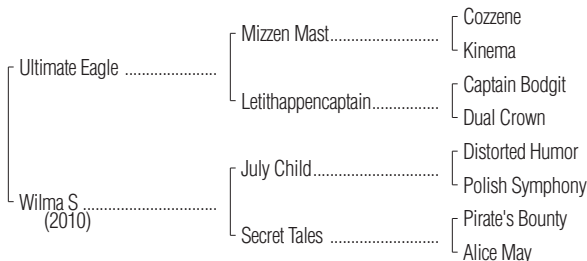 Cozzene
Mizzen Mast
Kinema
Ultimate Eagle
Captain Bodgit
Letithappencaptain
Dual Crown
Distorted Humor
July Child
Polish Symphony
Wilma S
(2010)
Pirate's Bounty
Secret Tales
Alice May